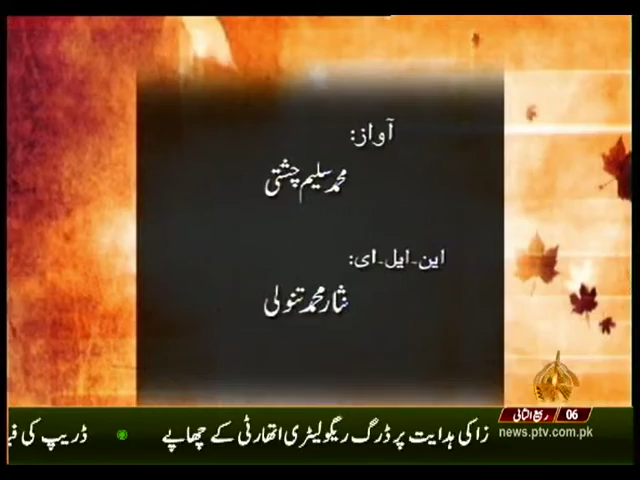 آواز:
محمد سلیم چشتی
این۔ایل۔ای:
نثار محمد تنولی
06 ربیع الثانی
news.ptv.com.pk
زا کی ہدایت پر ڈرگ ریگولیٹری اتھارٹی کے چھاپے ڈریپ کی فی